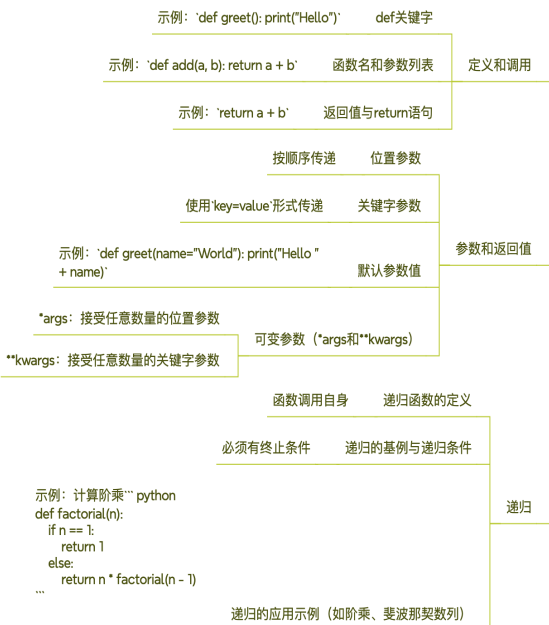 定义和调用
def关键字
示例：`def greet(): print("Hello")`
函数名和参数列表
示例：`def add(a, b): return a + b`
返回值与return语句
示例：`return a + b`
参数和返回值
位置参数
按顺序传递
关键字参数
使用`key=value`形式传递
默认参数值
示例：`def greet(name="World"): print("Hello "
+ name)`
可变参数（*args和**kwargs）
*args：接受任意数量的位置参数
**kwargs：接受任意数量的关键字参数
递归
递归函数的定义
函数调用自身
递归的基例与递归条件
必须有终止条件
递归的应用示例（如阶乘、斐波那契数列）
示例：计算阶乘``` python
def factorial(n):
    if n == 1:
        return 1
    else:
        return n * factorial(n - 1)
```